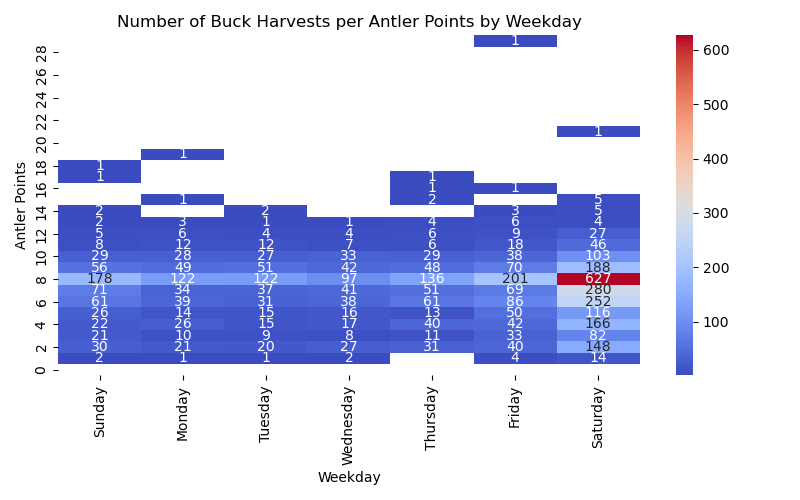 Number of Buck Harvests per Antler Points by Weekday
1
28
26
24
22
1
20
1
18 1
1 1
16 1 1
1 2 5
14 2 2 3 5
2 3 1 1 4 6 4
12 5 6 4 4 6 9 27
8 12 12 7 6 18 46
10 29 28 27 33 29 38 103
56 49 51 42 48 70 188
8 178 122 122 97 136 201 627
71 34 37 41 51 69 280
6 61 39 31 38 61 86 252
26 14 15 16 13 50 116
4 22 26 15 17 40 42 166
21 10 9 8 11 33 82
2 30 21 20 27 31 40 148
2 1 1 2 4 14
0
Antler Points
Sunday Monday Tuesday Wednesday Thursday Friday Saturday
Weekday
600
500
400
300
200
100